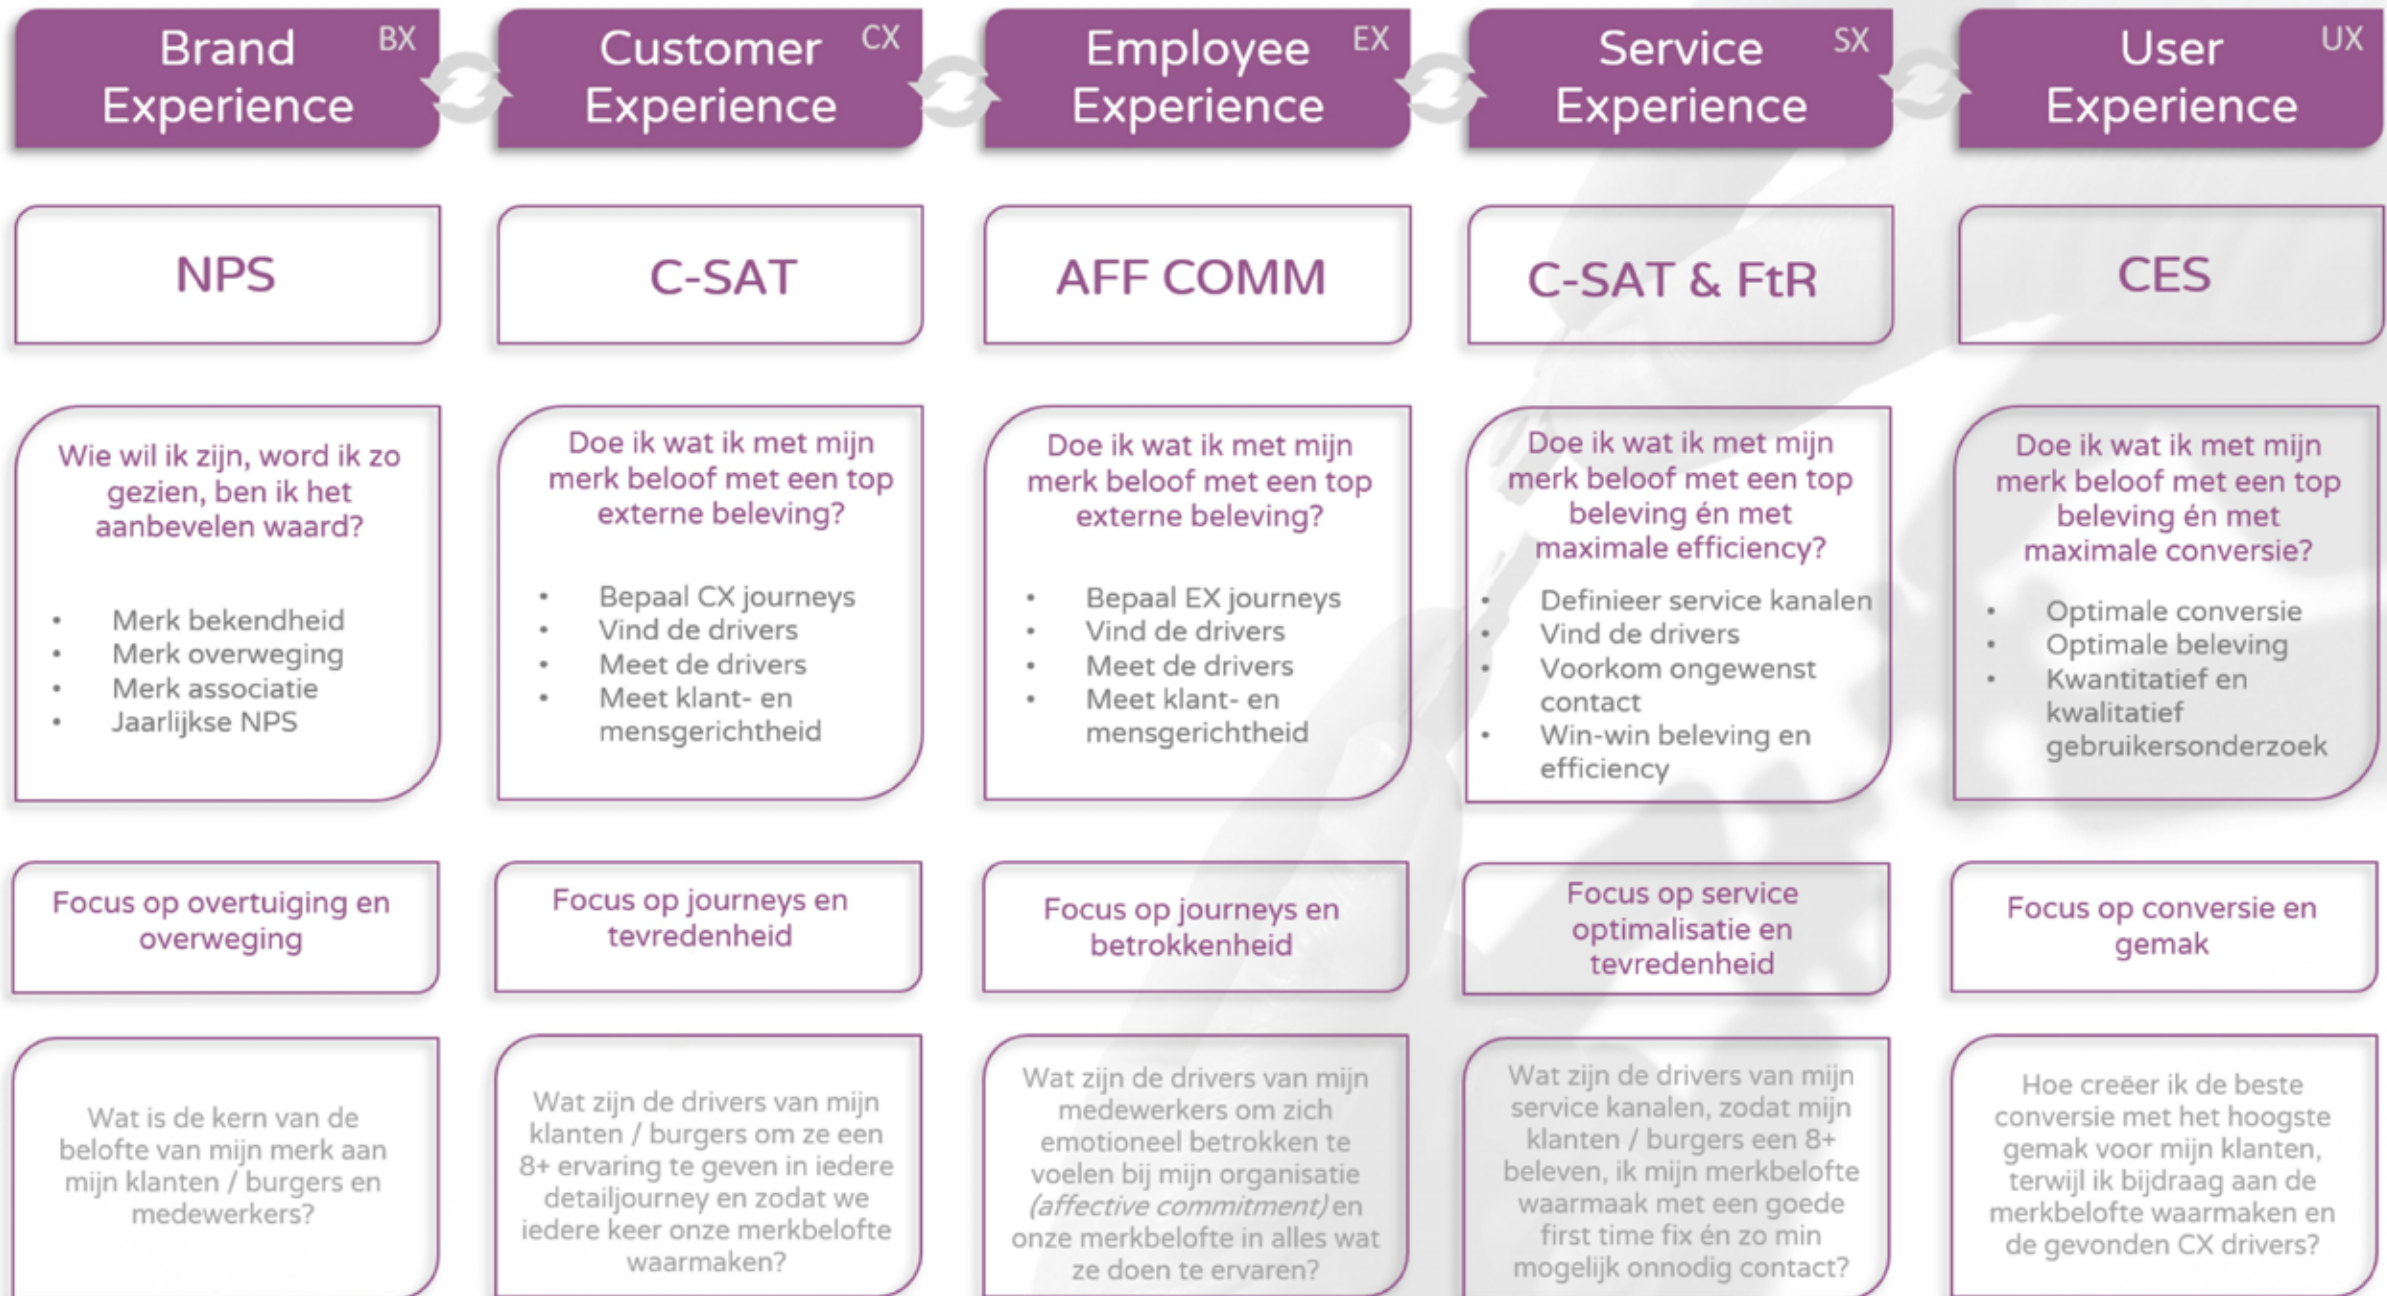 Brand
Experience
BX
Customer
Experience
CX
Employee
Experience
EX
Service
Experience
SX
User
Experience
UX
NPS
C-SAT
AFF COMM
C-SAT & FtR
CES
Wie wil ik zijn, word ik zo
gezien, ben ik het
aanbevelen waard?
• Merk bekendheid
• Merk overweging
• Merk associatie
• Jaarlijkse NPS
Doe ik wat ik met mijn
merk beloof met een top
externe beleving?
• Bepaal CX journeys
• Vind de drivers
• Meet de drivers
• Meet klant- en
mensgerichtheid
Doe ik wat ik met mijn
merk beloof met een top
externe beleving?
• Bepaal EX journeys
• Vind de drivers
• Meet de drivers
• Meet klant- en
mensgerichtheid
Doe ik wat ik met mijn
merk beloof met een top
beleving én met
maximale efficiency?
• Definieer service kanalen
• Vind de drivers
• Voorkom ongewenst
contact
• Win-win beleving en
efficiency
Doe ik wat ik met mijn
merk beloof met een top
beleving én met
maximale conversie?
• Optimale conversie
• Optimale beleving
• Kwantitatief en
kwalitatief
gebruikersonderzoek
Focus op overtuiging en
overweging
Focus op journeys en
tevredenheid
Focus op journeys en
betrokkenheid
Focus op service
optimalisatie en
tevredenheid
Focus op conversie en
gemak
Wat is de kern van de
belofte van mijn merk aan
mijn klanten / burgers en
medewerkers?
Wat zijn de drivers van mijn
klanten / burgers om ze een
8+ ervaring te geven in iedere
detailjourney en zodat we
iedere keer onze merkbelofte
waarmaken?
Wat zijn de drivers van mijn
medewerkers om zich
emotioneel betrokken te
voelen bij mijn organisatie
(affective commitment) en
onze merkbelofte in alles wat
ze doen te ervaren?
Wat zijn de drivers van mijn
service kanalen, zodat mijn
klanten / burgers een 8+
beleven, ik mijn merkbelofte
waarmaak met een goede
first time fix én zo min
mogelijk onnodig contact?
Hoe creëer ik de beste
conversie met het hoogste
gemak voor mijn klanten,
terwijl ik bijdraag aan de
merkbelofte waarmaken en
de gevonden CX drivers?